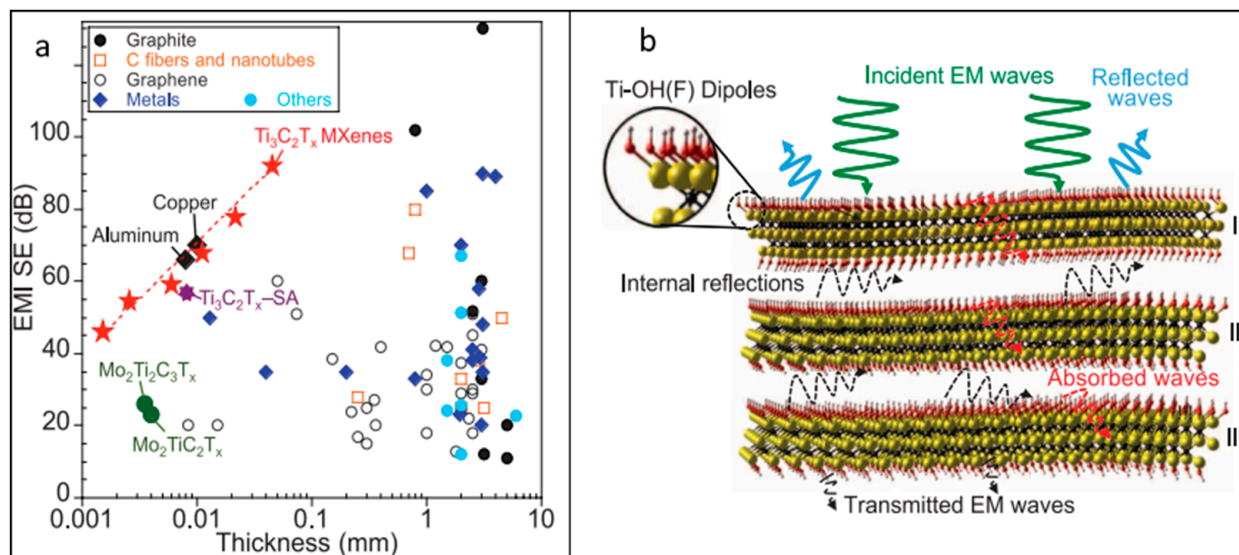 a
Graphite
C fibers and nanotubes
Graphene
Metals
Others
EMI SE (dB)
100
80
60
40
20
0
Ti₃C₂Tₓ MXenes
Copper
Aluminum
Ti₃C₂Tₓ–SA
Mo₂Ti₂C₃Tₓ
Mo₂TiC₂Tₓ
0.001 0.01 0.1 1 10
Thickness (mm)
b
Ti-OH(F) Dipoles
Incident EM waves
Reflected
waves
I
Internal reflections
II
Absorbed waves
III
Transmitted EM waves